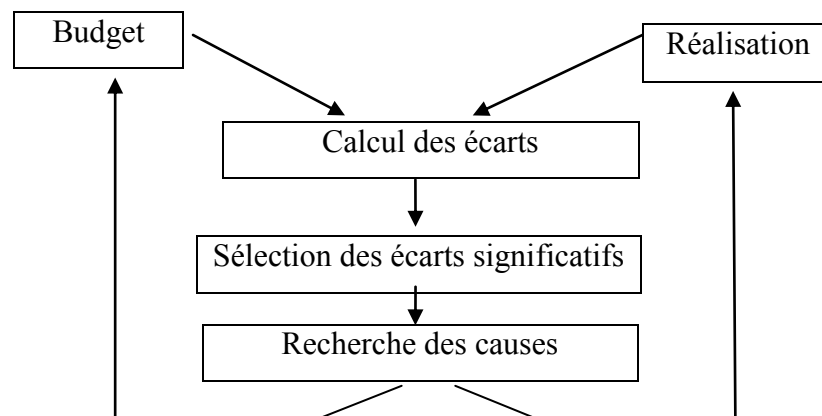 Budget
Réalisation
Calcul des écarts
Sélection des écarts significatifs
Recherche des causes